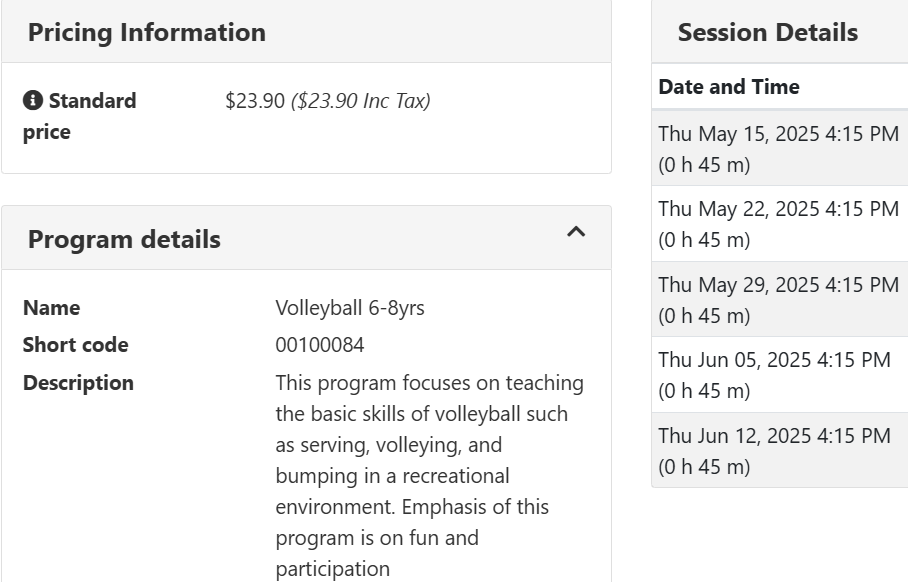 Pricing Information
Standard
price
$23.90 ($23.90 Inc Tax)
Program details
Name
Volleyball 6-8yrs
Short code
00100084
Description
This program focuses on teaching
the basic skills of volleyball such
as serving, volleying, and
bumping in a recreational
environment. Emphasis of this
program is on fun and
participation
Session Details
Date and Time
Thu May 15, 2025 4:15 PM
(0 h 45 m)
Thu May 22, 2025 4:15 PM
(0 h 45 m)
Thu May 29, 2025 4:15 PM
(0 h 45 m)
Thu Jun 05, 2025 4:15 PM
(0 h 45 m)
Thu Jun 12, 2025 4:15 PM
(0 h 45 m)